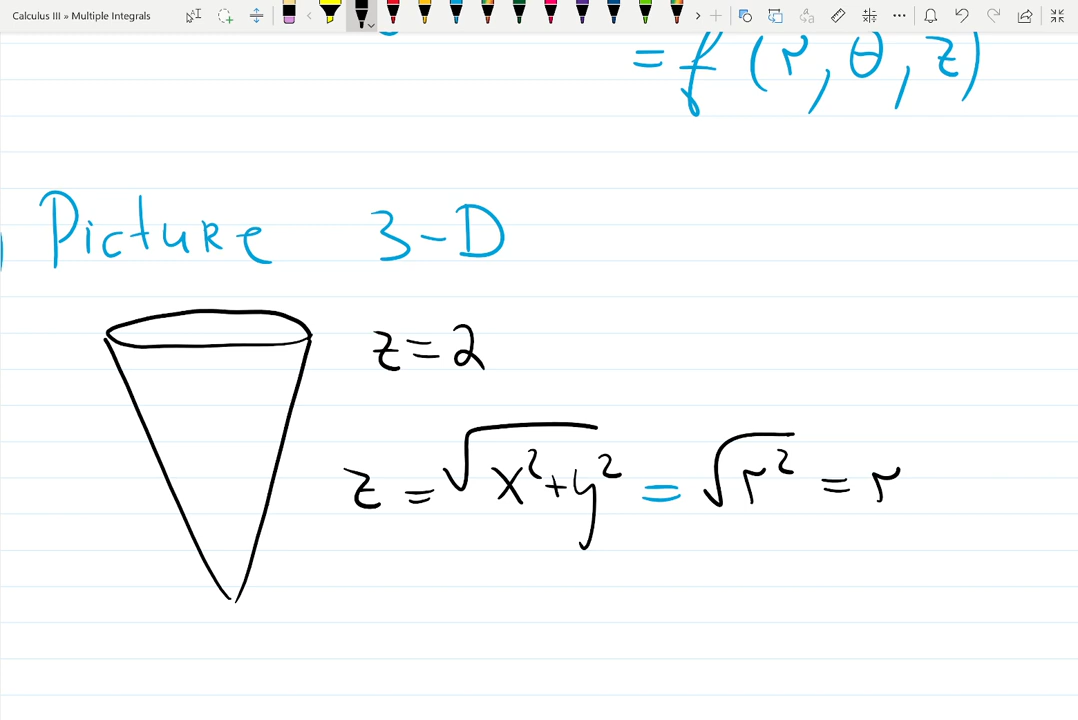 Calculus III » Multiple Integrals
= f (r, θ, z)
Picture 3-D
z = 2
z = √(x²+y²) = √(r²) = r